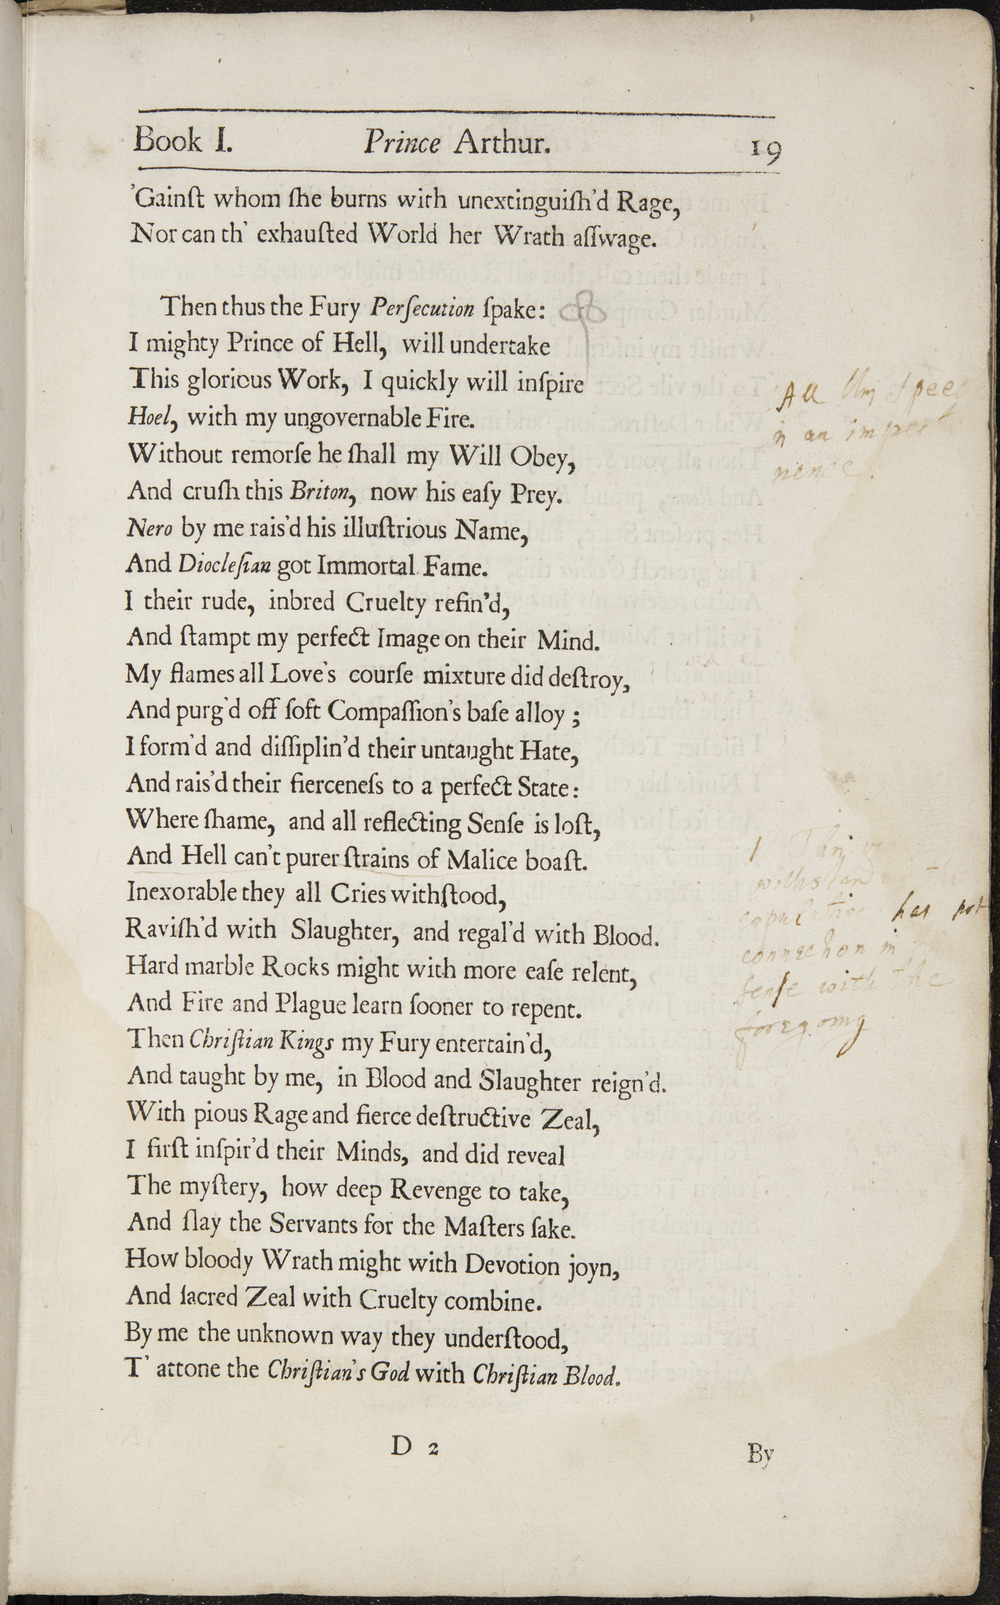 Book I. Prince Arthur. 19
'Gainſt whom ſhe burns with unextinguiſh'd Rage,
Nor can th' exhauſted World her Wrath aſſwage.
Then thus the Fury Perſecution ſpake:
I mighty Prince of Hell, will undertake
This glorious Work, I quickly will inſpire
Hoel, with my ungovernable Fire.
Without remorſe he ſhall my Will Obey,
And cruſh this Briton, now his eaſy Prey.
Nero by me rais'd his illuſtrious Name,
And Diocleſian got Immortal Fame.
I their rude, inbred Cruelty refin'd,
And ſtampt my perfect Image on their Mind.
My flames all Love's courſe mixture did deſtroy,
And purg'd off ſoft Compaſſion's baſe alloy;
I form'd and diſſiplin'd their untaught Hate,
And rais'd their fierceneſs to a perfect State:
Where ſhame, and all reflecting Senſe is loſt,
And Hell can't purer ſtrains of Malice boaſt.
Inexorable they all Cries withſtood,
Raviſh'd with Slaughter, and regal'd with Blood.
Hard marble Rocks might with more eaſe relent,
And Fire and Plague learn ſooner to repent.
Then Chriſtian Kings my Fury entertain'd,
And taught by me, in Blood and Slaughter reign'd.
With pious Rage and fierce deſtructive Zeal,
I firſt inſpir'd their Minds, and did reveal
The myſtery, how deep Revenge to take,
And ſlay the Servants for the Maſters ſake.
How bloody Wrath might with Devotion joyn,
And ſacred Zeal with Cruelty combine.
By me the unknown way they underſtood,
T' attone the Chriſtian's God with Chriſtian Blood.
D 2 By
All this speec
is an imperti
nence.
has not
connection in
sense with the
foregoing